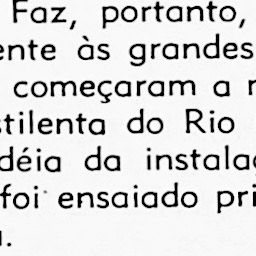 Faz, portanto,
ente às grandes
começaram a
stilenta do Rio
déia da instala
foi ensaiado pri